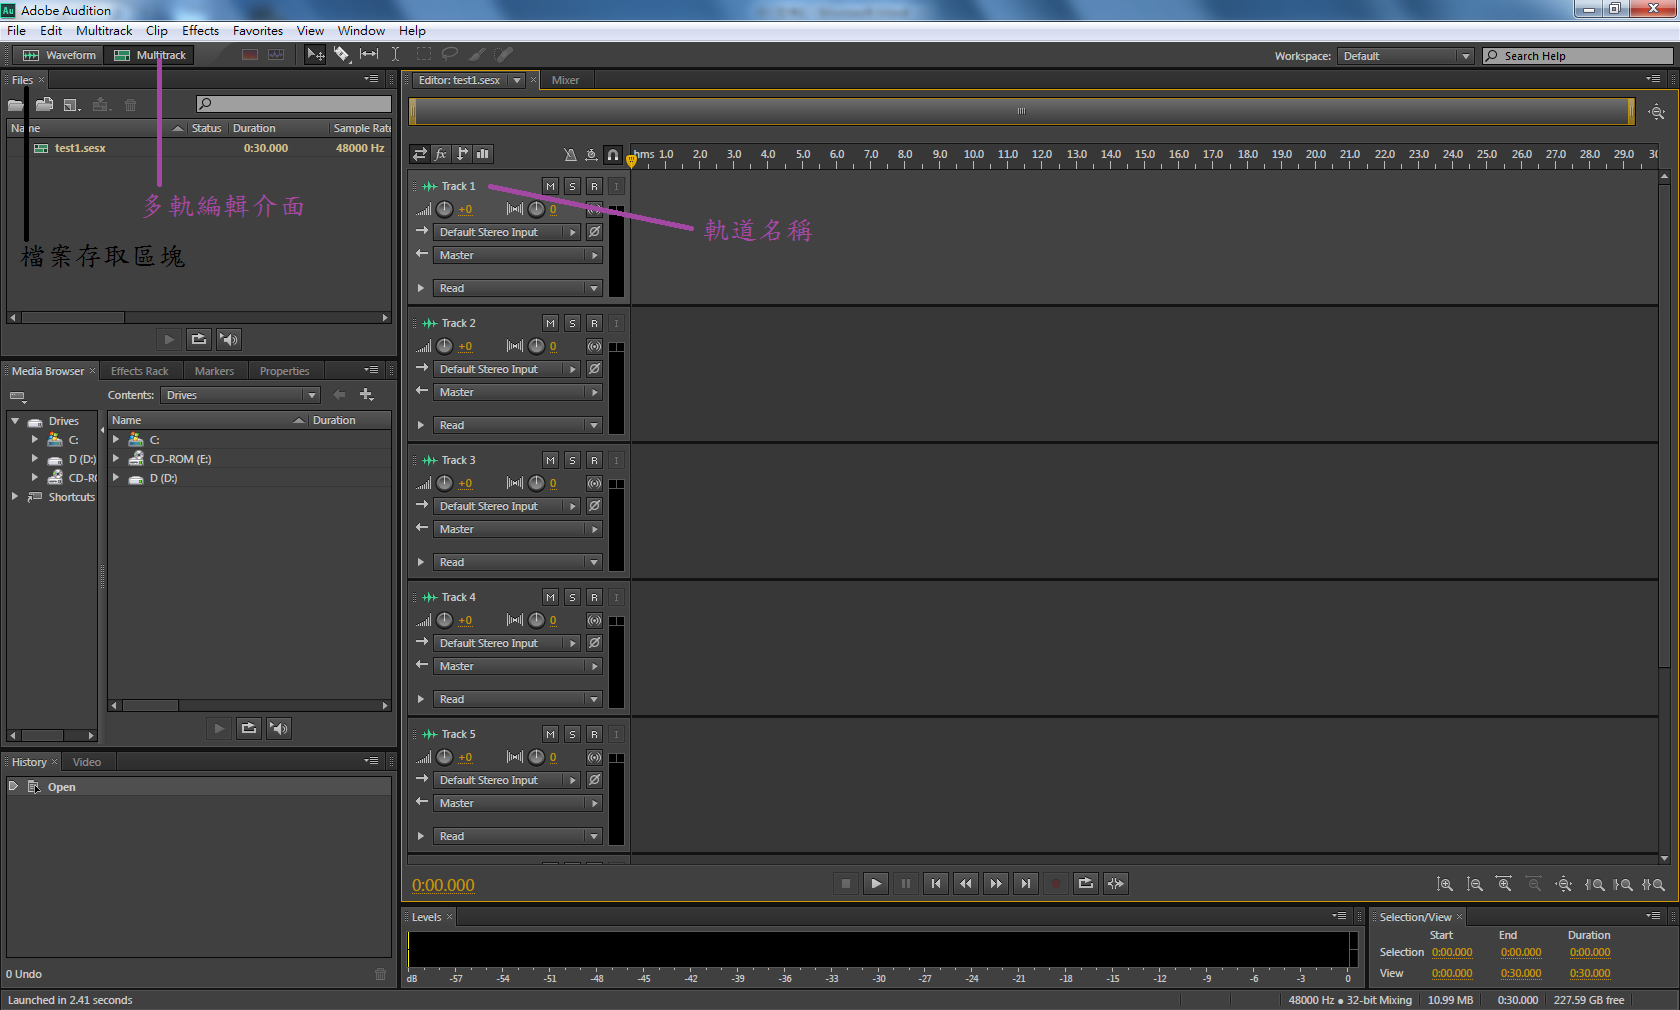 Adobe Audition
File Edit Multitrack Clip Effects Favorites View Window Help
Waveform Multitrack Workspace: Default Search Help
Files
Name Status Duration Sample Rate
test1.sesx 0:30.000 48000 Hz
多軌編輯介面
檔案存取區塊
Media Browser Effects Rack Markers Properties
Contents: Drives
Drives
C:
D (D:)
CD-R
Shortcuts
Name Duration
C:
CD-ROM (E:)
D (D:)
History Video
Open
0 Undo
Editor: test1.sesx Mixer
fx hms 1.0 2.0 3.0 4.0 5.0 6.0 7.0 8.0 9.0 10.0 11.0 12.0 13.0 14.0 15.0 16.0 17.0 18.0 19.0 20.0 21.0 22.0 23.0 24.0 25.0 26.0 27.0 28.0 29.0 30
Track 1 M S R I
+0 0
軌道名稱
Default Stereo Input
Master
Read
Track 2 M S R I
+0 0
Default Stereo Input
Master
Read
Track 3 M S R I
+0 0
Default Stereo Input
Master
Read
Track 4 M S R I
+0 0
Default Stereo Input
Master
Read
Track 5 M S R I
+0 0
Default Stereo Input
Master
Read
0:00.000
Levels
dB -57 -54 -51 -48 -45 -42 -39 -36 -33 -30 -27 -24 -21 -18 -15 -12 -9 -6 -3 0
Selection/View
Start End Duration
Selection 0:00.000 0:00.000 0:00.000
View 0:00.000 0:30.000 0:30.000
Launched in 2.41 seconds 48000 Hz ● 32-bit Mixing 10.99 MB 0:30.000 227.59 GB free